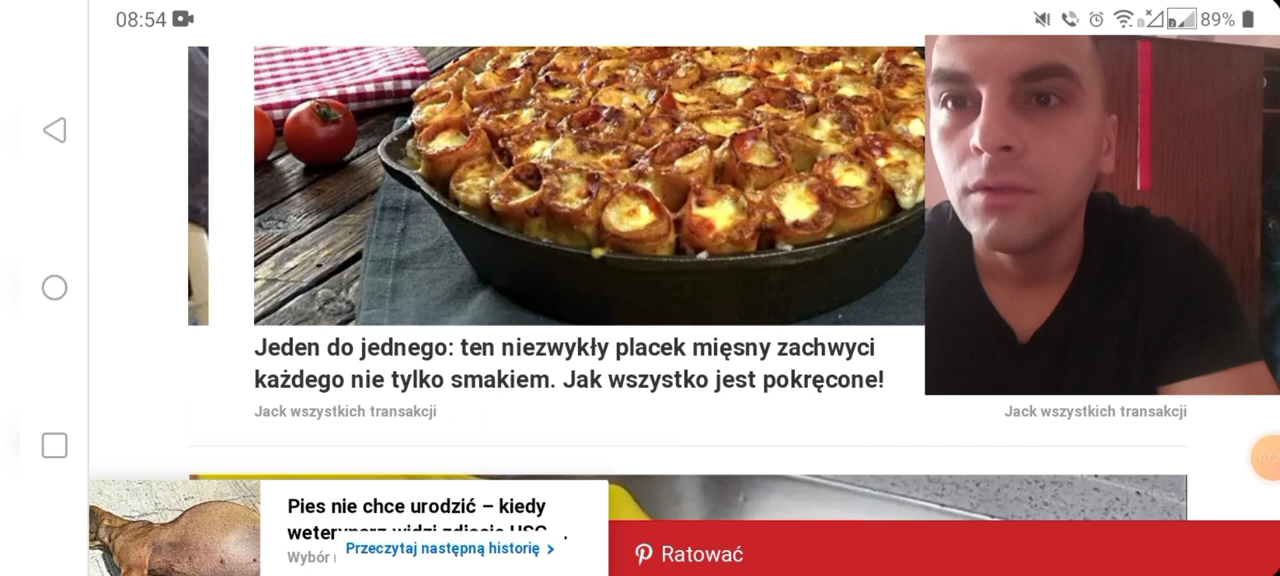 08:54
89%
Jeden do jednego: ten niezwykły placek mięsny zachwyci
każdego nie tylko smakiem. Jak wszystko jest pokręcone!
Jack wszystkich transakcji
Jack wszystkich transakcji
Pies nie chce urodzić – kiedy
Wybór
Przeczytaj następną historię
Ratować